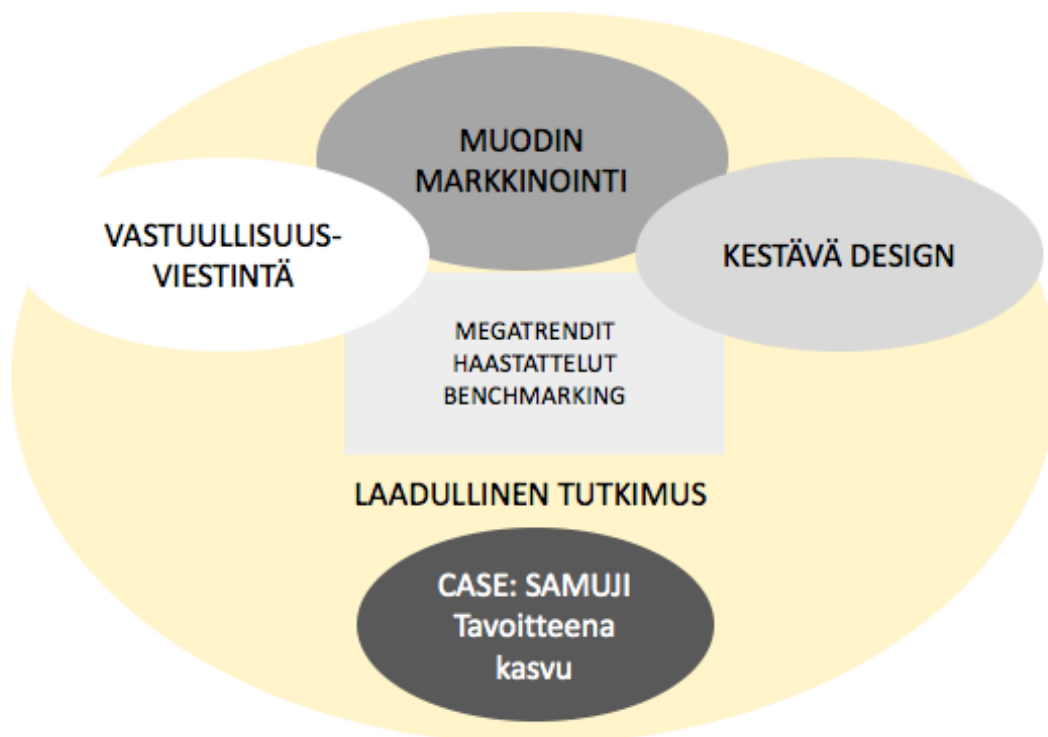 MUODIN
MARKKINOINTI
VASTUULLISUUS-
VIESTINTÄ
KESTÄVÄ DESIGN
MEGATRENDIT
HAASTATTELUT
BENCHMARKING
LAADULLINEN TUTKIMUS
CASE: SAMUJI
Tavoitteena
kasvu